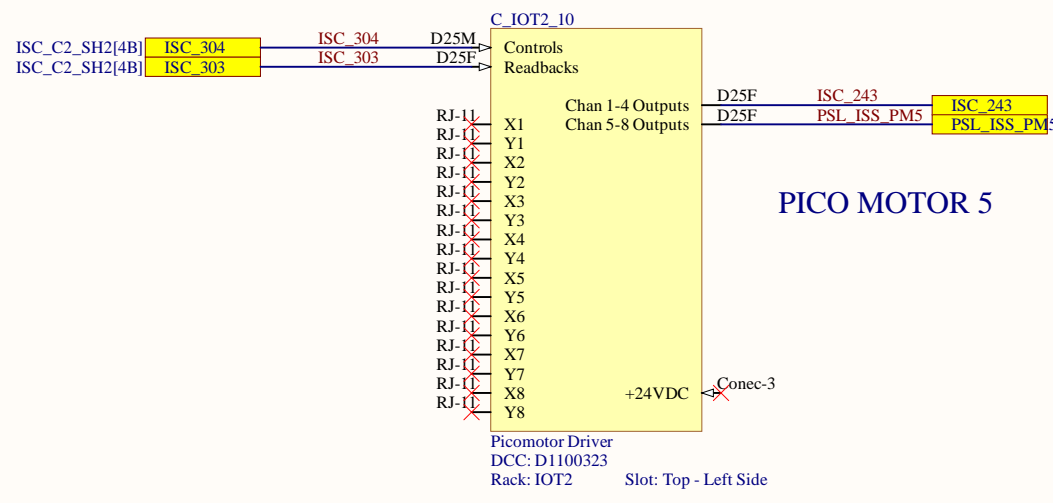 C_IOT2_10
ISC_C2_SH2[4B] ISC_304 ISC_304 D25M Controls
ISC_C2_SH2[4B] ISC_303 ISC_303 D25F Readbacks
Chan 1-4 Outputs D25F ISC_243 ISC_243
Chan 5-8 Outputs D25F PSL_ISS_PM5 PSL_ISS_PM5
RJ-11 X1
RJ-11 Y1
RJ-11 X2
RJ-11 Y2
RJ-11 X3
RJ-11 Y3
RJ-11 X4
RJ-11 Y4
RJ-11 X5
RJ-11 Y5
RJ-11 X6
RJ-11 Y6
RJ-11 X7
RJ-11 Y7
RJ-11 X8
RJ-11 Y8
PICO MOTOR 5
+24VDC Conec-3
Picomotor Driver
DCC: D1100323
Rack: IOT2 Slot: Top - Left Side